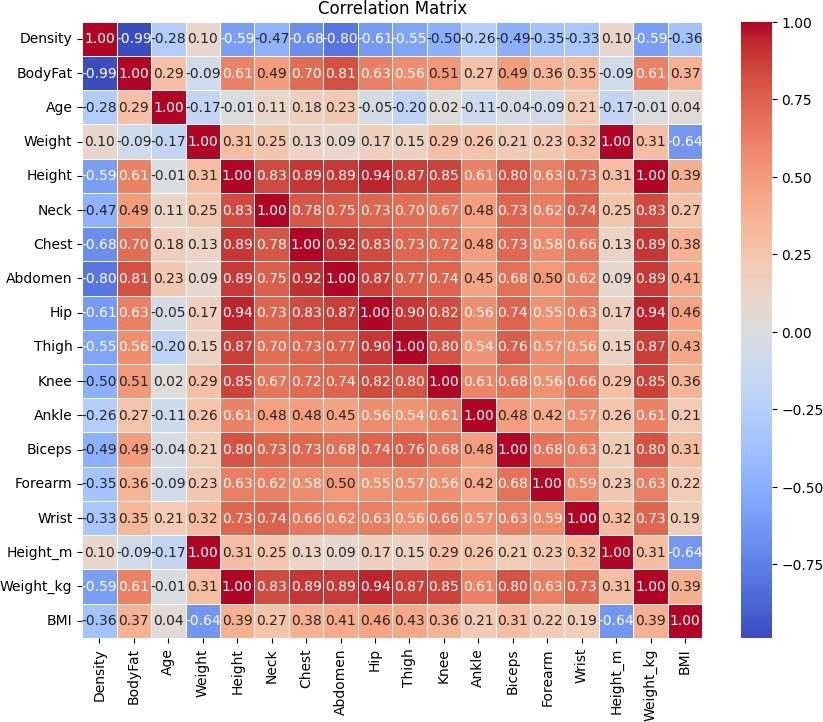 Correlation Matrix
Density 1.00 -0.99 -0.28 0.10 -0.59 -0.47 -0.68 -0.80 -0.61 -0.55 -0.50 -0.26 -0.49 -0.35 -0.33 0.10 -0.59 -0.36
BodyFat -0.99 1.00 0.29 -0.09 0.61 0.49 0.70 0.81 0.63 0.56 0.51 0.27 0.49 0.36 0.35 -0.09 0.61 0.37
Age -0.28 0.29 1.00 -0.17 -0.01 0.11 0.18 0.23 -0.05 -0.20 0.02 -0.11 -0.04 -0.09 0.21 -0.17 -0.01 0.04
Weight 0.10 -0.09 -0.17 1.00 0.31 0.25 0.13 0.09 0.17 0.15 0.29 0.26 0.21 0.23 0.32 1.00 0.31 -0.64
Height -0.59 0.61 -0.01 0.31 1.00 0.83 0.89 0.89 0.94 0.87 0.85 0.61 0.80 0.63 0.73 0.31 1.00 0.39
Neck -0.47 0.49 0.11 0.25 0.83 1.00 0.78 0.75 0.73 0.70 0.67 0.48 0.73 0.62 0.74 0.25 0.83 0.27
Chest -0.68 0.70 0.18 0.13 0.89 0.78 1.00 0.92 0.83 0.73 0.72 0.48 0.73 0.58 0.66 0.13 0.89 0.38
Abdomen -0.80 0.81 0.23 0.09 0.89 0.75 0.92 1.00 0.87 0.77 0.74 0.45 0.68 0.50 0.62 0.09 0.89 0.41
Hip -0.61 0.63 -0.05 0.17 0.94 0.73 0.83 0.87 1.00 0.90 0.82 0.56 0.74 0.55 0.63 0.17 0.94 0.46
Thigh -0.55 0.56 -0.20 0.15 0.87 0.70 0.73 0.77 0.90 1.00 0.80 0.54 0.76 0.57 0.56 0.15 0.87 0.43
Knee -0.50 0.51 0.02 0.29 0.85 0.67 0.72 0.74 0.82 0.80 1.00 0.61 0.68 0.56 0.66 0.29 0.85 0.36
Ankle -0.26 0.27 -0.11 0.26 0.61 0.48 0.48 0.45 0.56 0.54 0.61 1.00 0.48 0.42 0.57 0.26 0.61 0.21
Biceps -0.49 0.49 -0.04 0.21 0.80 0.73 0.73 0.68 0.74 0.76 0.68 0.48 1.00 0.68 0.63 0.21 0.80 0.31
Forearm -0.35 0.36 -0.09 0.23 0.63 0.62 0.58 0.50 0.55 0.57 0.56 0.42 0.68 1.00 0.59 0.23 0.63 0.22
Wrist -0.33 0.35 0.21 0.32 0.73 0.74 0.66 0.62 0.63 0.56 0.66 0.57 0.63 0.59 1.00 0.32 0.73 0.19
Height_m 0.10 -0.09 -0.17 1.00 0.31 0.25 0.13 0.09 0.17 0.15 0.29 0.26 0.21 0.23 0.32 1.00 0.31 -0.64
Weight_kg -0.59 0.61 -0.01 0.31 1.00 0.83 0.89 0.89 0.94 0.87 0.85 0.61 0.80 0.63 0.73 0.31 1.00 0.39
BMI -0.36 0.37 0.04 -0.64 0.39 0.27 0.38 0.41 0.46 0.43 0.36 0.21 0.31 0.22 0.19 -0.64 0.39 1.00
Density BodyFat Age Weight Height Neck Chest Abdomen Hip Thigh Knee Ankle Biceps Forearm Wrist Height_m Weight_kg BMI
1.00
0.75
0.50
0.25
0.00
−0.25
−0.50
−0.75